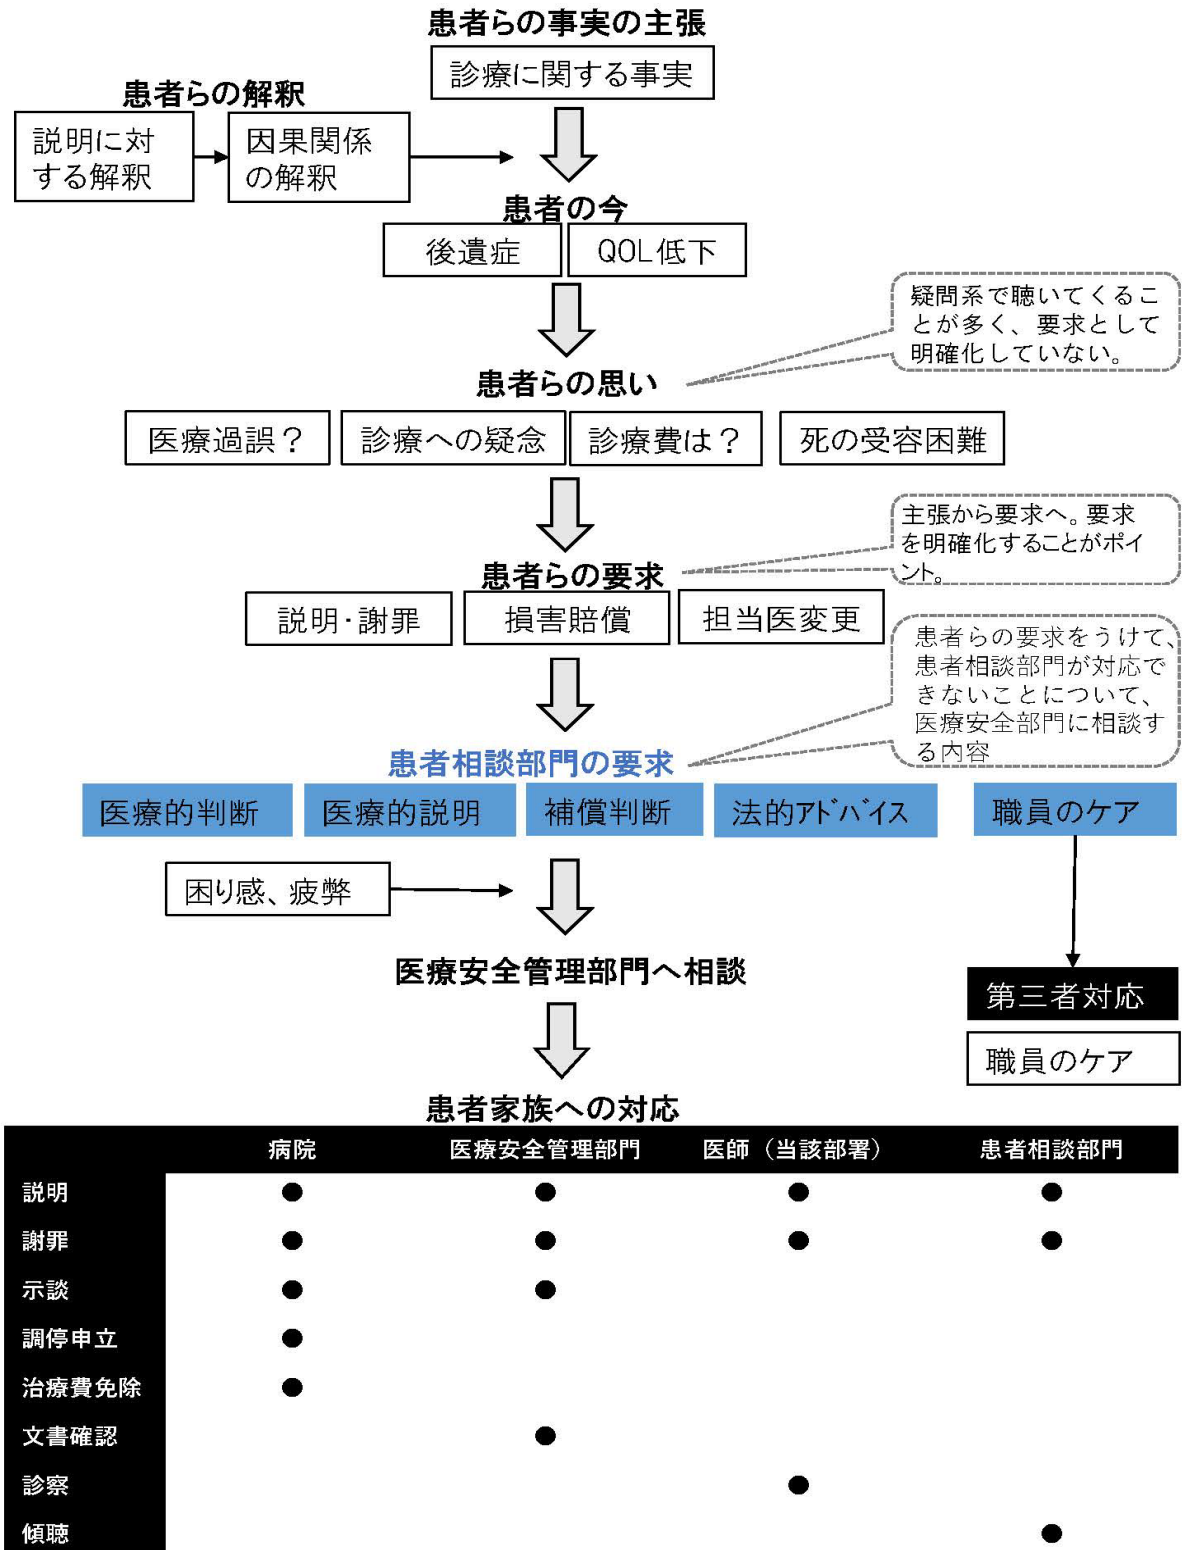 患者らの事実の主張
診療に関する事実
患者らの解釈
説明に対
する解釈
因果関係
の解釈
患者の今
後遺症
QOL低下
疑問系で聴いてくるこ
とが多く、要求として
明確化していない。
患者らの思い
医療過誤？
診療への疑念
診療費は？
死の受容困難
主張から要求へ。要求
を明確化することがポイ
ント。
患者らの要求
説明・謝罪
損害賠償
担当医変更
患者らの要求をうけて、
患者相談部門が対応で
きないことについて、
医療安全部門に相談す
る内容
患者相談部門の要求
医療的判断
医療的説明
補償判断
法的ｱﾄﾞﾊﾞｲｽ
職員のケア
困り感、疲弊
医療安全管理部門へ相談
第三者対応
職員のケア
患者家族への対応
病院 医療安全管理部門 医師（当該部署） 患者相談部門
説明 ● ● ● ●
謝罪 ● ● ● ●
示談 ● ●
調停申立 ●
治療費免除 ●
文書確認 ●
診察 ●
傾聴 ●